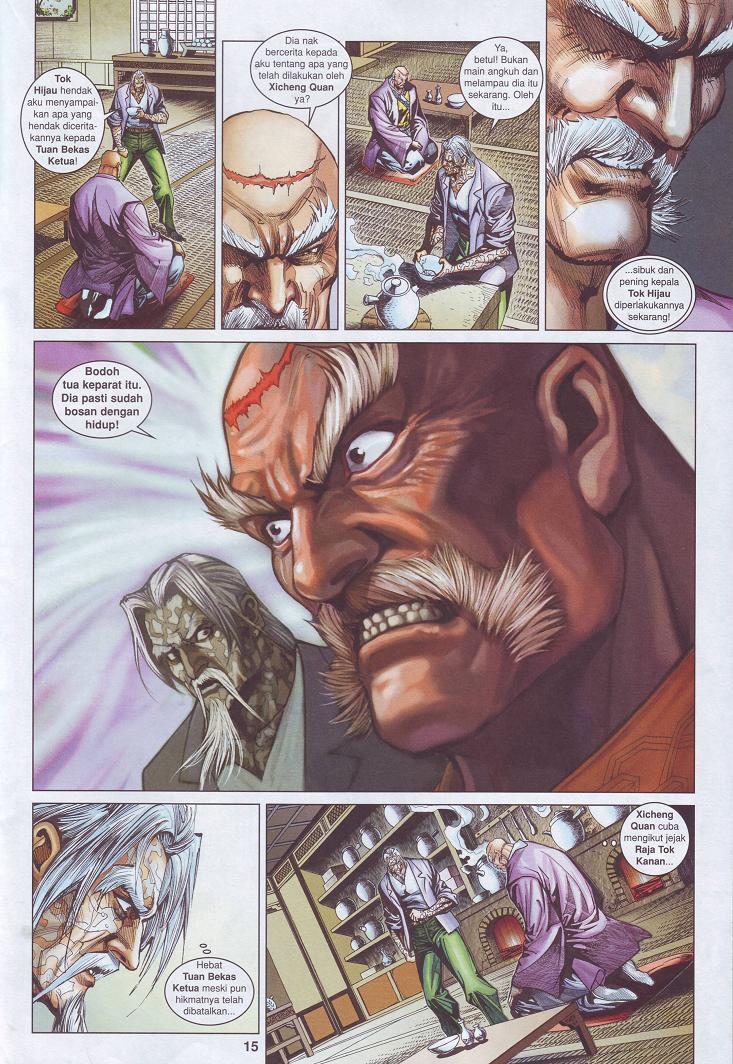 Tok
Hijau hendak
aku menyampai-
kan apa yang
hendak dicerita-
kannya kepada
Tuan Bekas
Ketua!
Dia nak
bercerita kepada
aku tentang apa yang
telah dilakukan oleh
Xicheng Quan
ya?
Ya,
betul! Bukan
main angkuh dan
melampau dia itu
sekarang. Oleh
itu...
...sibuk dan
pening kepala
Tok Hijau
diperlakukannya
sekarang!
Bodoh
tua keparat itu.
Dia pasti sudah
bosan dengan
hidup!
Hebat
Tuan Bekas
Ketua meski pun
hikmatnya telah
dibatalkan...
Xicheng
Quan cuba
mengikut jejak
Raja Tok
Kanan...
15